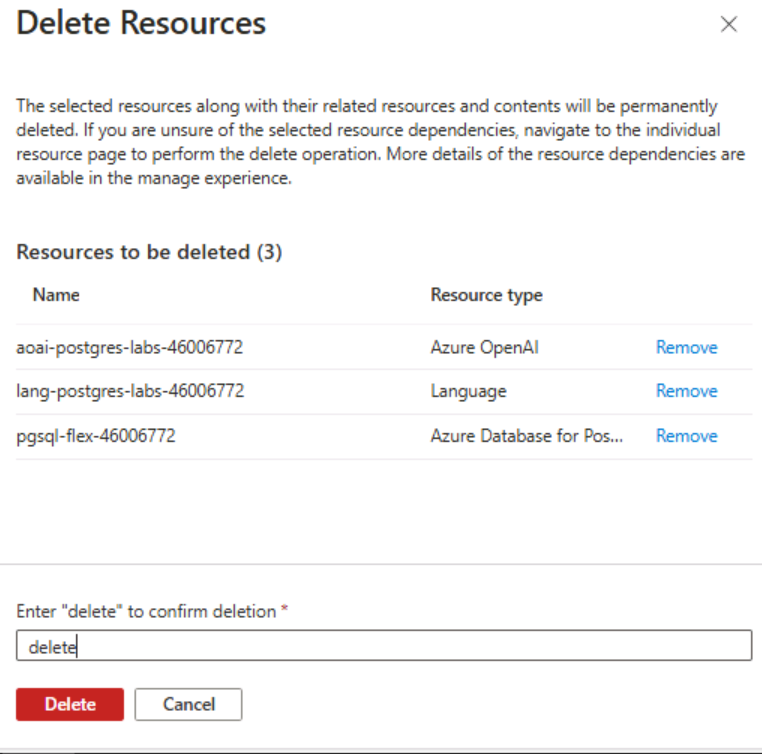 Delete Resources
The selected resources along with their related resources and contents will be permanently
deleted. If you are unsure of the selected resource dependencies, navigate to the individual
resource page to perform the delete operation. More details of the resource dependencies are
available in the manage experience.
Resources to be deleted (3)
Name Resource type
aoai-postgres-labs-46006772 Azure OpenAI Remove
lang-postgres-labs-46006772 Language Remove
pgsql-flex-46006772 Azure Database for Pos... Remove
Enter "delete" to confirm deletion *
delete
Delete Cancel